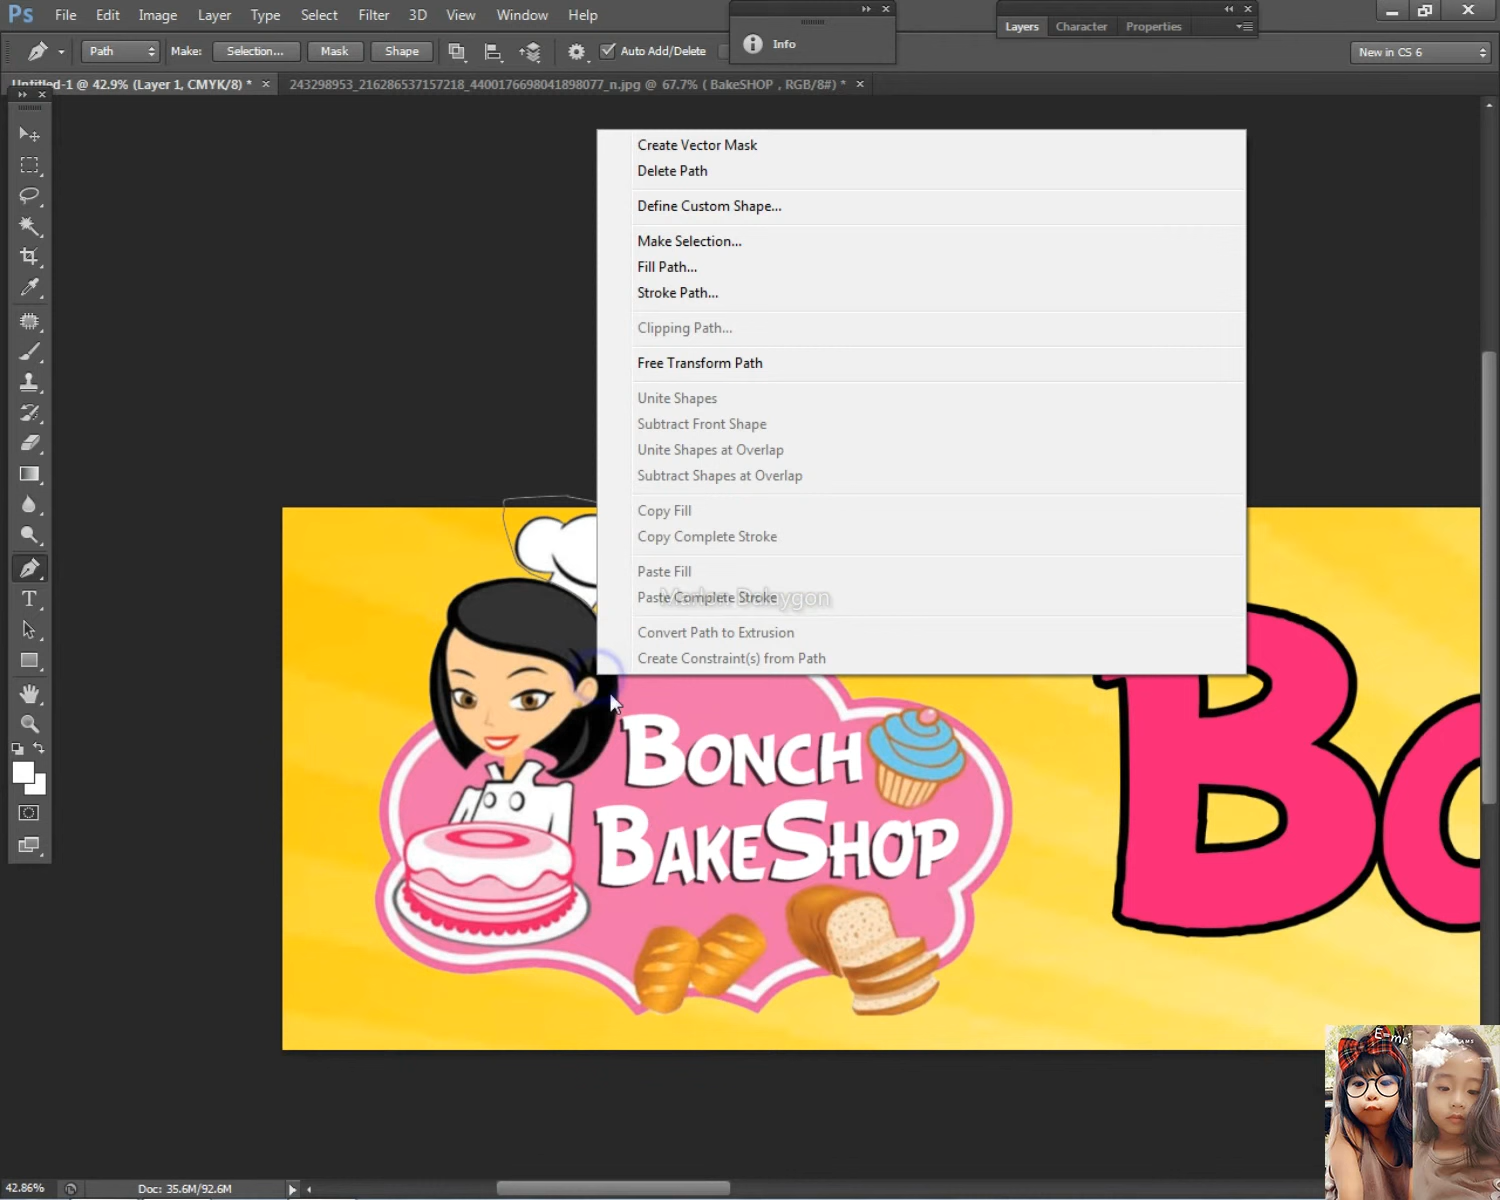 Ps File Edit Image Layer Type Select Filter 3D View Window Help
Layers Character Properties
Info
Path Make: Selection... Mask Shape Auto Add/Delete
New in CS 6
Untitled-1 @ 42.9% (Layer 1, CMYK/8) * ×
243298953_216286537157218_4400176698041898077_n.jpg @ 67.7% ( BakeSHOP , RGB/8#) * ×
Create Vector Mask
Delete Path
Define Custom Shape...
Make Selection...
Fill Path...
Stroke Path...
Clipping Path...
Free Transform Path
Unite Shapes
Subtract Front Shape
Unite Shapes at Overlap
Subtract Shapes at Overlap
Copy Fill
Copy Complete Stroke
Paste Fill
Paste Complete Stroke
Convert Path to Extrusion
Create Constraint(s) from Path
T
BONCH
BAKESHOP
Bo
42.86%
Doc: 35.6M/92.6M